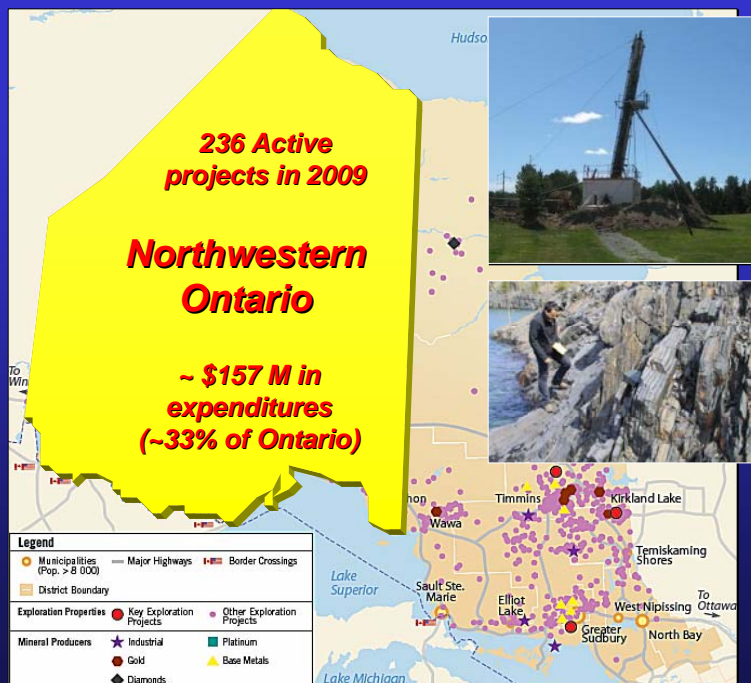 Hudso
236 Active
projects in 2009
Northwestern
Ontario
~ $157 M in
expenditures
(~33% of Ontario)
To
Win
non
Timmins
Kirkland Lake
Wawa
Temiskaming
Shores
Lake
Superior
Sault Ste.
Marie
Elliot
Lake
West Nipissing
To
Ottawa
Greater
Sudbury
North Bay
Lake Michigan
Legend
Municipalities
(Pop. > 8 000)
Major Highways
Border Crossings
District Boundary
Exploration Properties
Key Exploration
Projects
Other Exploration
Projects
Mineral Producers
Industrial
Platinum
Gold
Base Metals
Diamonds